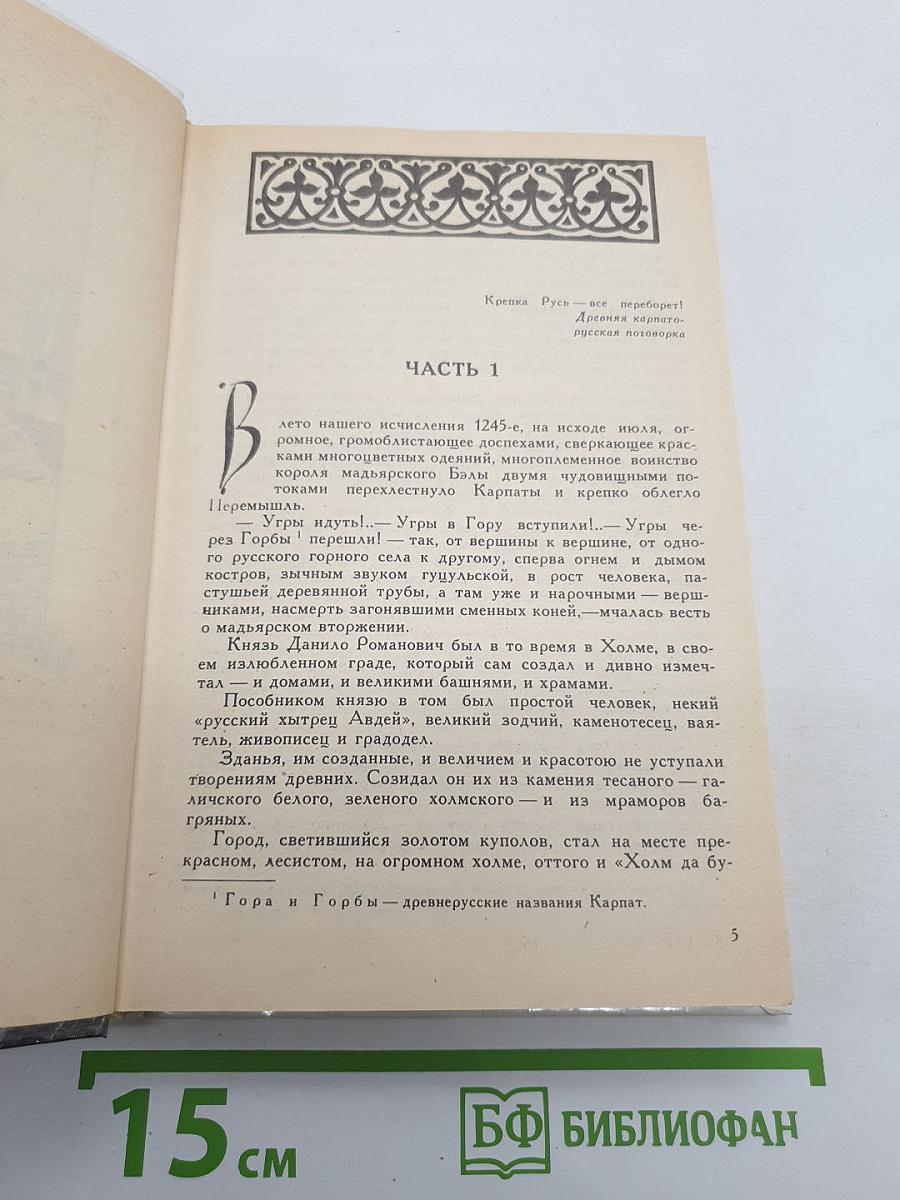 Крепка Русь — все переборет!
Древняя карпато-
русская поговорка
ЧАСТЬ 1
В лето нашего исчисления 1245-е, на исходе июля, ог-
ромное, громоблистающее доспехами, сверкающее крас-
ками многоцветных одеяний, многоплеменное воинство
короля мадьярского Бэлы двумя чудовищными по-
токами перехлестнуло Карпаты и крепко облегло
Перемышль.
— Угры идуть!..— Угры в Гору вступили!..— Угры че-
рез Горбы ¹ перешли! — так, от вершины к вершине, от одно-
го русского горного села к другому, сперва огнем и дымом
костров, зычным звуком гуцульской, в рост человека, па-
стушьей деревянной трубы, а там уже и нарочными — верш-
никами, насмерть загонявшими сменных коней,—мчалась весть
о мадьярском вторжении.
Князь Данило Романович был в то время в Холме, в сво-
ем излюбленном граде, который сам создал и дивно измеч-
тал — и домами, и великими башнями, и храмами.
Пособником князю в том был простой человек, некий
«русский хытрец Авдей», великий зодчий, каменотесец, вая-
тель, живописец и градодел.
Зданья, им созданные, и величием и красотою не уступали
творениям древних. Созидал он их из камения тесаного — га-
личского белого, зеленого холмского — и из мраморов ба-
гряных.
Город, светившийся золотом куполов, стал на месте пре-
красном, лесистом, на огромном холме, оттого и «Холм да бу-
¹ Гора и Горбы — древнерусские названия Карпат.
5
15 см
БФ БИБЛИОФАН